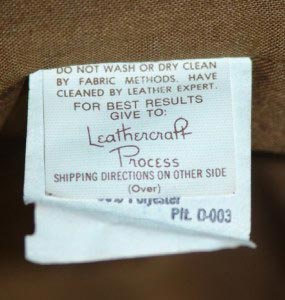 DO NOT WASH OR DRY CLEAN
BY FABRIC METHODS. HAVE
CLEANED BY LEATHER EXPERT.
FOR BEST RESULTS
GIVE TO:
Leathercraft
Process
SHIPPING DIRECTIONS ON OTHER SIDE
(Over)
Polyester
Pit. D-003